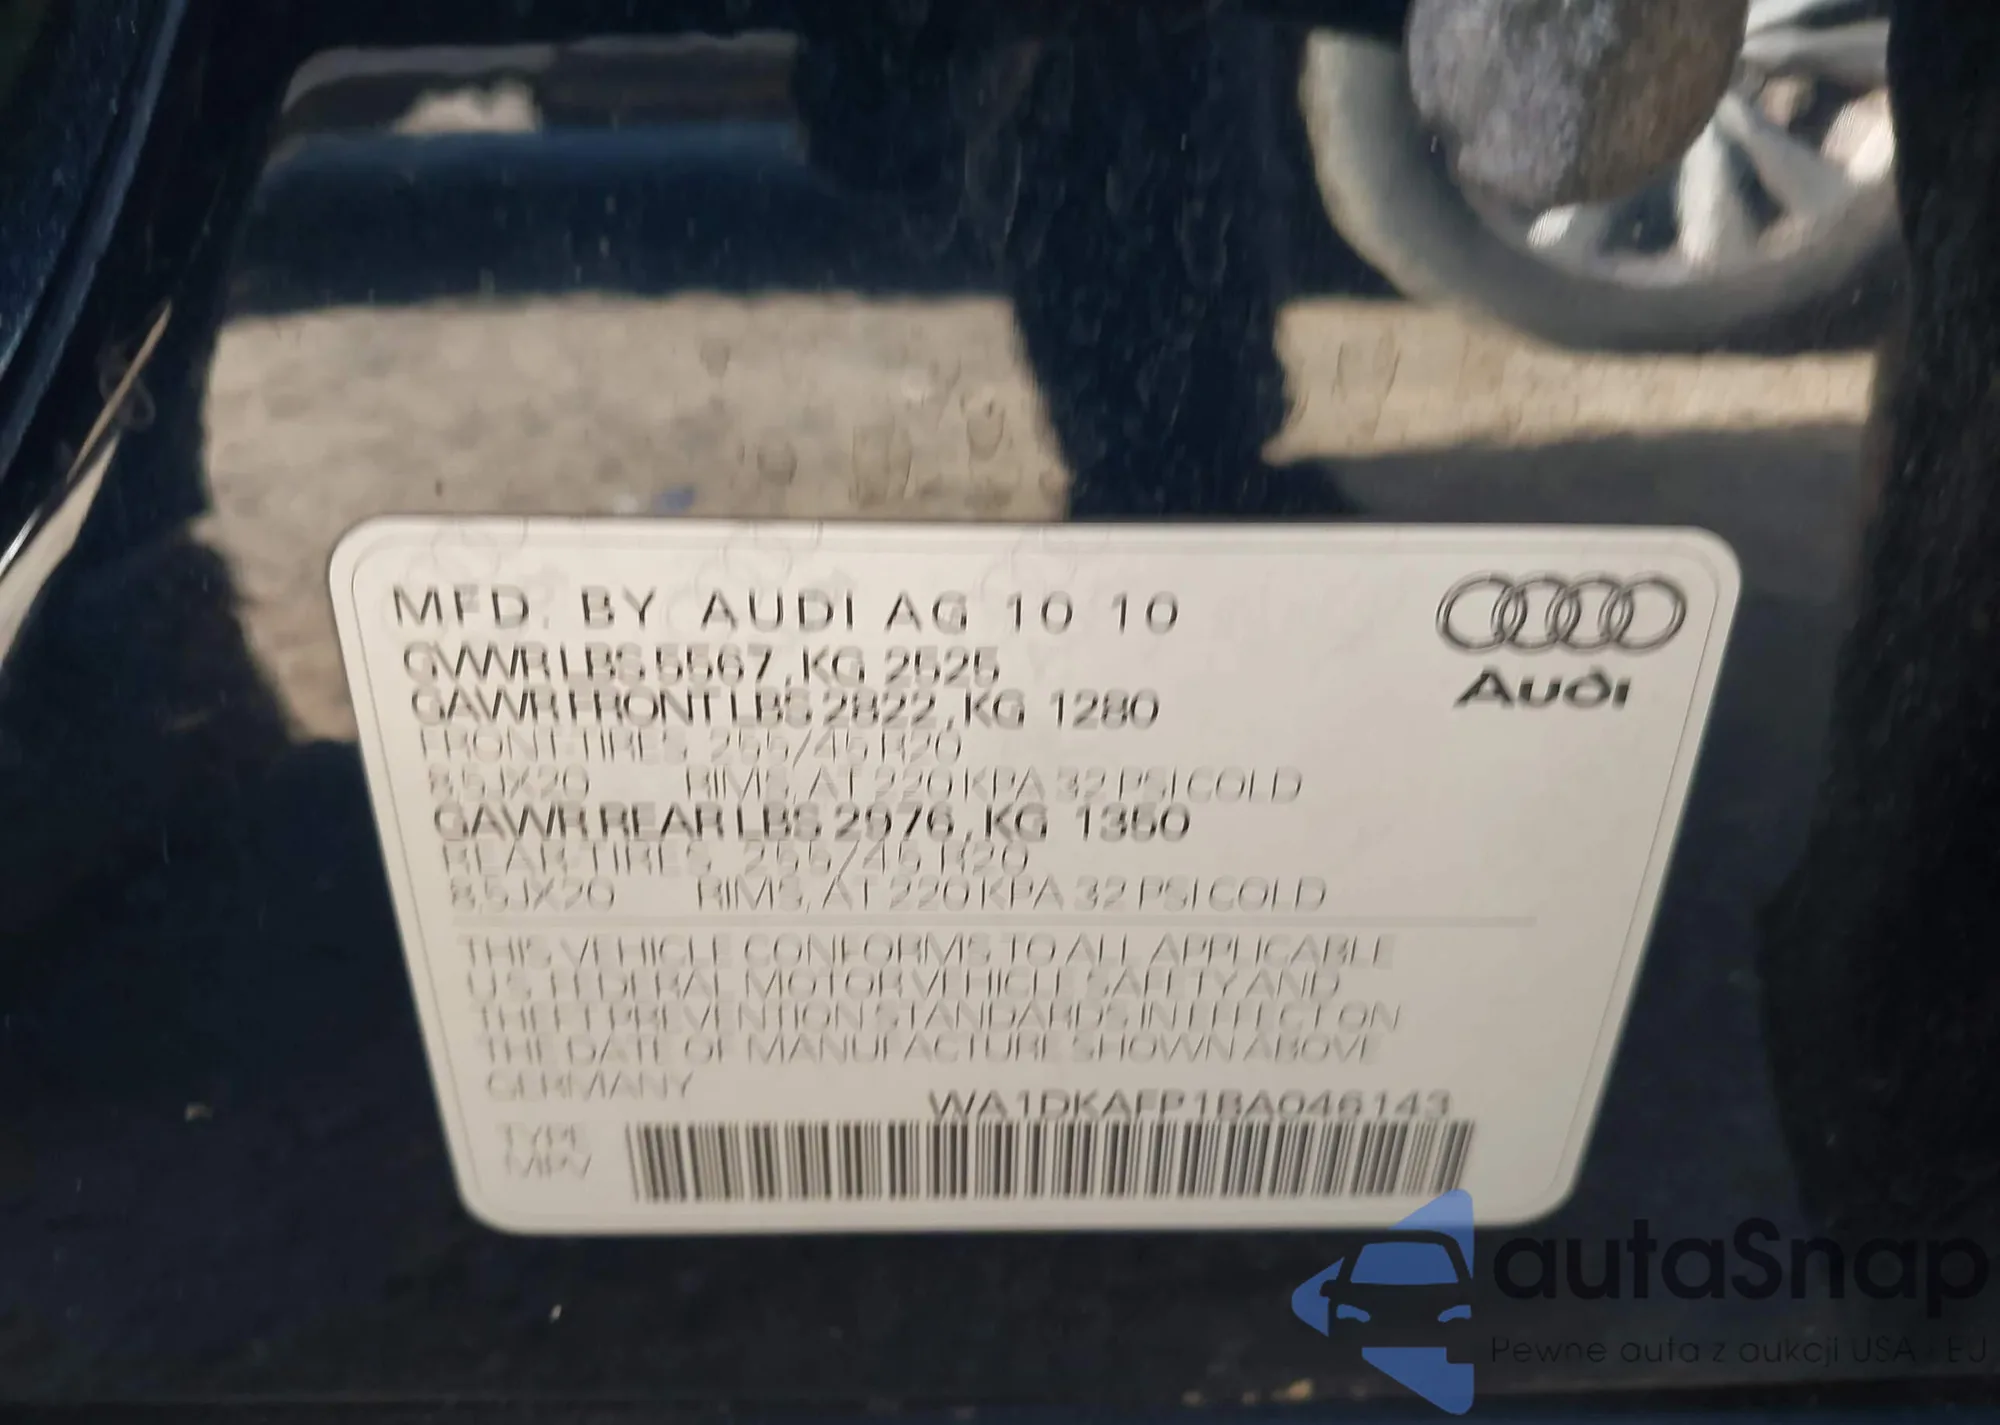 MFD. BY AUDI AG 10 10
GVWR LBS 5567, KG 2525
GAWR FRONT LBS 2822, KG 1280
FRONT TIRES 255/45 R20
8,5JX20 RIMS, AT 220 KPA 32 PSI COLD
GAWR REAR LBS 2976, KG 1350
REAR TIRES 255/45 R20
8,5JX20 RIMS, AT 220 KPA 32 PSI COLD
THIS VEHICLE CONFORMS TO ALL APPLICABLE
U.S. FEDERAL MOTOR VEHICLE SAFETY AND
THEFT PREVENTION STANDARDS IN EFFECT ON
THE DATE OF MANUFACTURE SHOWN ABOVE
GERMANY
WA1DKAFP1BA046143
TYPE
MPV
Audi
autaSnap
Pewne auta z aukcji USA i EU